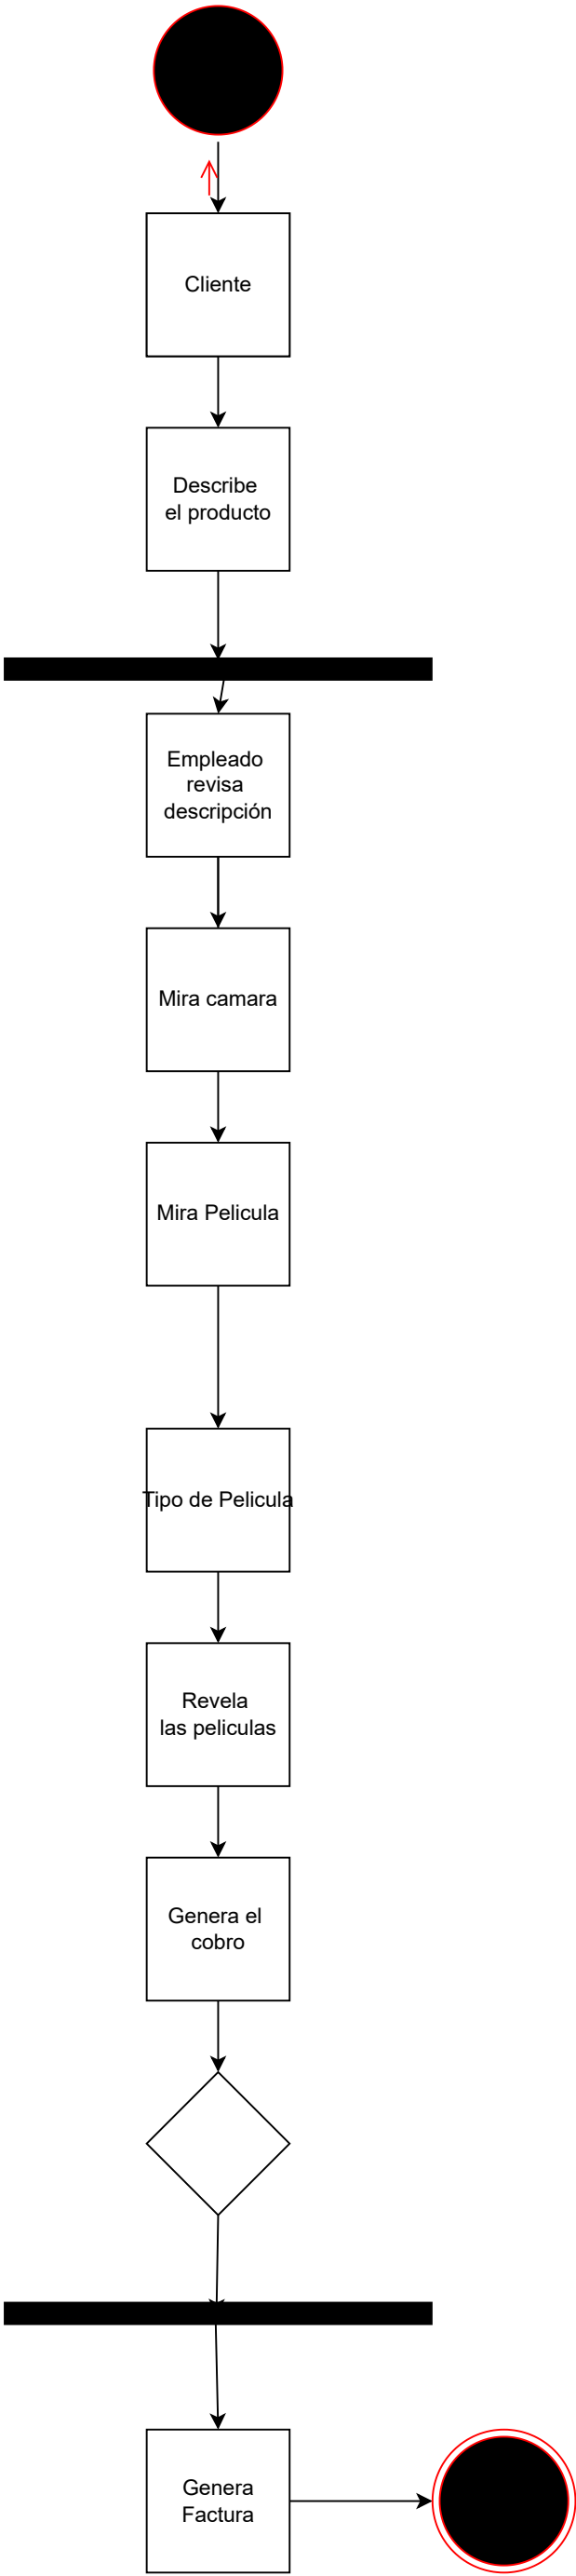 Cliente
Describe
el producto
Empleado
revisa
descripción
Mira camara
Mira Pelicula
Tipo de Pelicula
Revela
las peliculas
Genera el
cobro
Genera
Factura